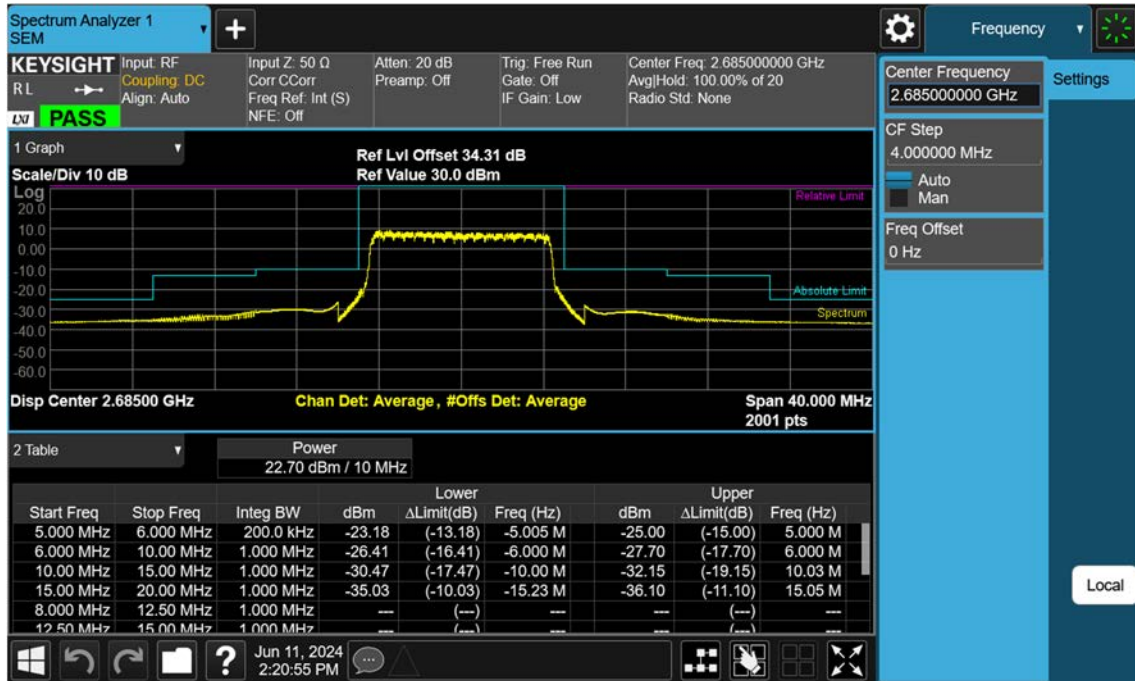 Spectrum Analyzer 1
SEM
+
Frequency
KEYSIGHT
Input: RF
Input Z: 50 Ω
Atten: 20 dB
Trig: Free Run
Center Freq: 2.685000000 GHz
R L
Coupling: DC
Corr CCorr
Preamp: Off
Gate: Off
Avg|Hold: 100.00% of 20
Align: Auto
Freq Ref: Int (S)
IF Gain: Low
Radio Std: None
LXI
PASS
NFE: Off
Center Frequency
2.685000000 GHz
Settings
CF Step
4.000000 MHz
Auto
Man
Freq Offset
0 Hz
Local
1 Graph
Ref Lvl Offset 34.31 dB
Scale/Div 10 dB
Ref Value 30.0 dBm
Log
Relative Limit
20.0
10.0
0.00
-10.0
-20.0
Absolute Limit
-30.0
Spectrum
-40.0
-50.0
-60.0
Disp Center 2.68500 GHz
Chan Det: Average, #Offs Det: Average
Span 40.000 MHz
2001 pts
2 Table
Power
22.70 dBm / 10 MHz
Lower Upper
Start Freq Stop Freq Integ BW dBm ΔLimit(dB) Freq (Hz) dBm ΔLimit(dB) Freq (Hz)
5.000 MHz 6.000 MHz 200.0 kHz -23.18 (-13.18) -5.005 M -25.00 (-15.00) 5.000 M
6.000 MHz 10.00 MHz 1.000 MHz -26.41 (-16.41) -6.000 M -27.70 (-17.70) 6.000 M
10.00 MHz 15.00 MHz 1.000 MHz -30.47 (-17.47) -10.00 M -32.15 (-19.15) 10.03 M
15.00 MHz 20.00 MHz 1.000 MHz -35.03 (-10.03) -15.23 M -36.10 (-11.10) 15.05 M
8.000 MHz 12.50 MHz 1.000 MHz --- (---) --- --- (---) ---
12.50 MHz 15.00 MHz 1.000 MHz --- (---) --- --- (---) ---
?
Jun 11, 2024
2:20:55 PM